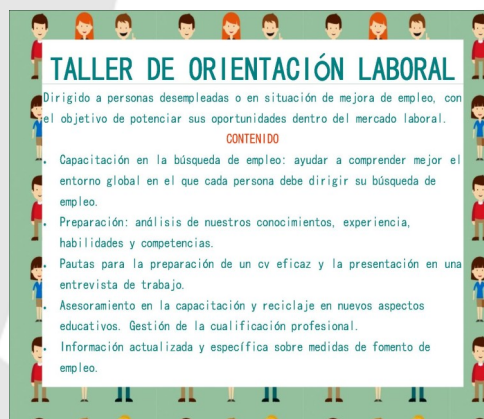 TALLER DE ORIENTACIÓN LABORAL
Dirigido a personas desempleadas o en situación de mejora de empleo, con
el objetivo de potenciar sus oportunidades dentro del mercado laboral.
CONTENIDO
. Capacitación en la búsqueda de empleo: ayudar a comprender mejor el
entorno global en el que cada persona debe dirigir su búsqueda de
empleo.
. Preparación: análisis de nuestros conocimientos, experiencia,
habilidades y competencias.
. Pautas para la preparación de un cv eficaz y la presentación en una
entrevista de trabajo.
. Asesoramiento en la capacitación y reciclaje en nuevos aspectos
educativos. Gestión de la cualificación profesional.
. Información actualizada y específica sobre medidas de fomento de
empleo.